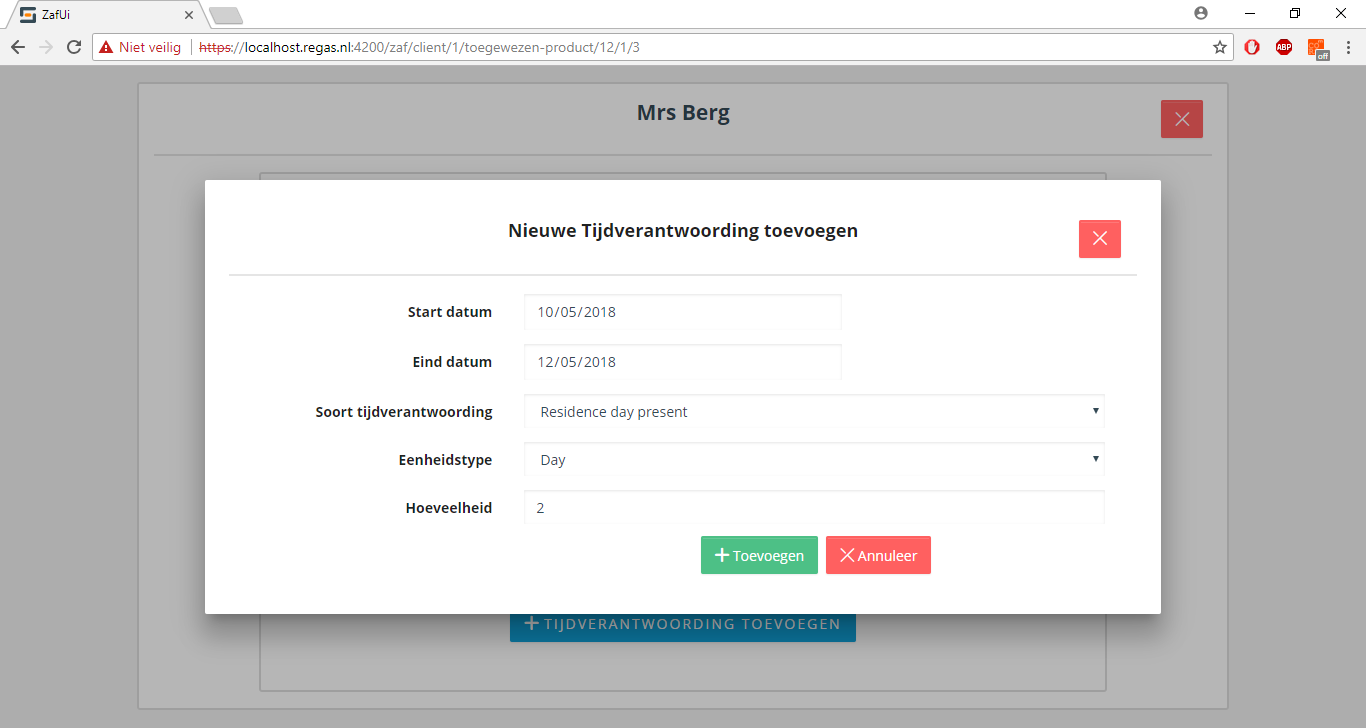 ZafUi
Niet veilig https://localhost.regas.nl:4200/zaf/client/1/toegewezen-product/12/1/3
ABP
off
Mrs Berg
Nieuwe Tijdverantwoording toevoegen
Start datum 10/05/2018
Eind datum 12/05/2018
Soort tijdverantwoording Residence day present
Eenheidstype Day
Hoeveelheid 2
Toevoegen Annuleer
TIJDVERANTWOORDING TOEVOEGEN